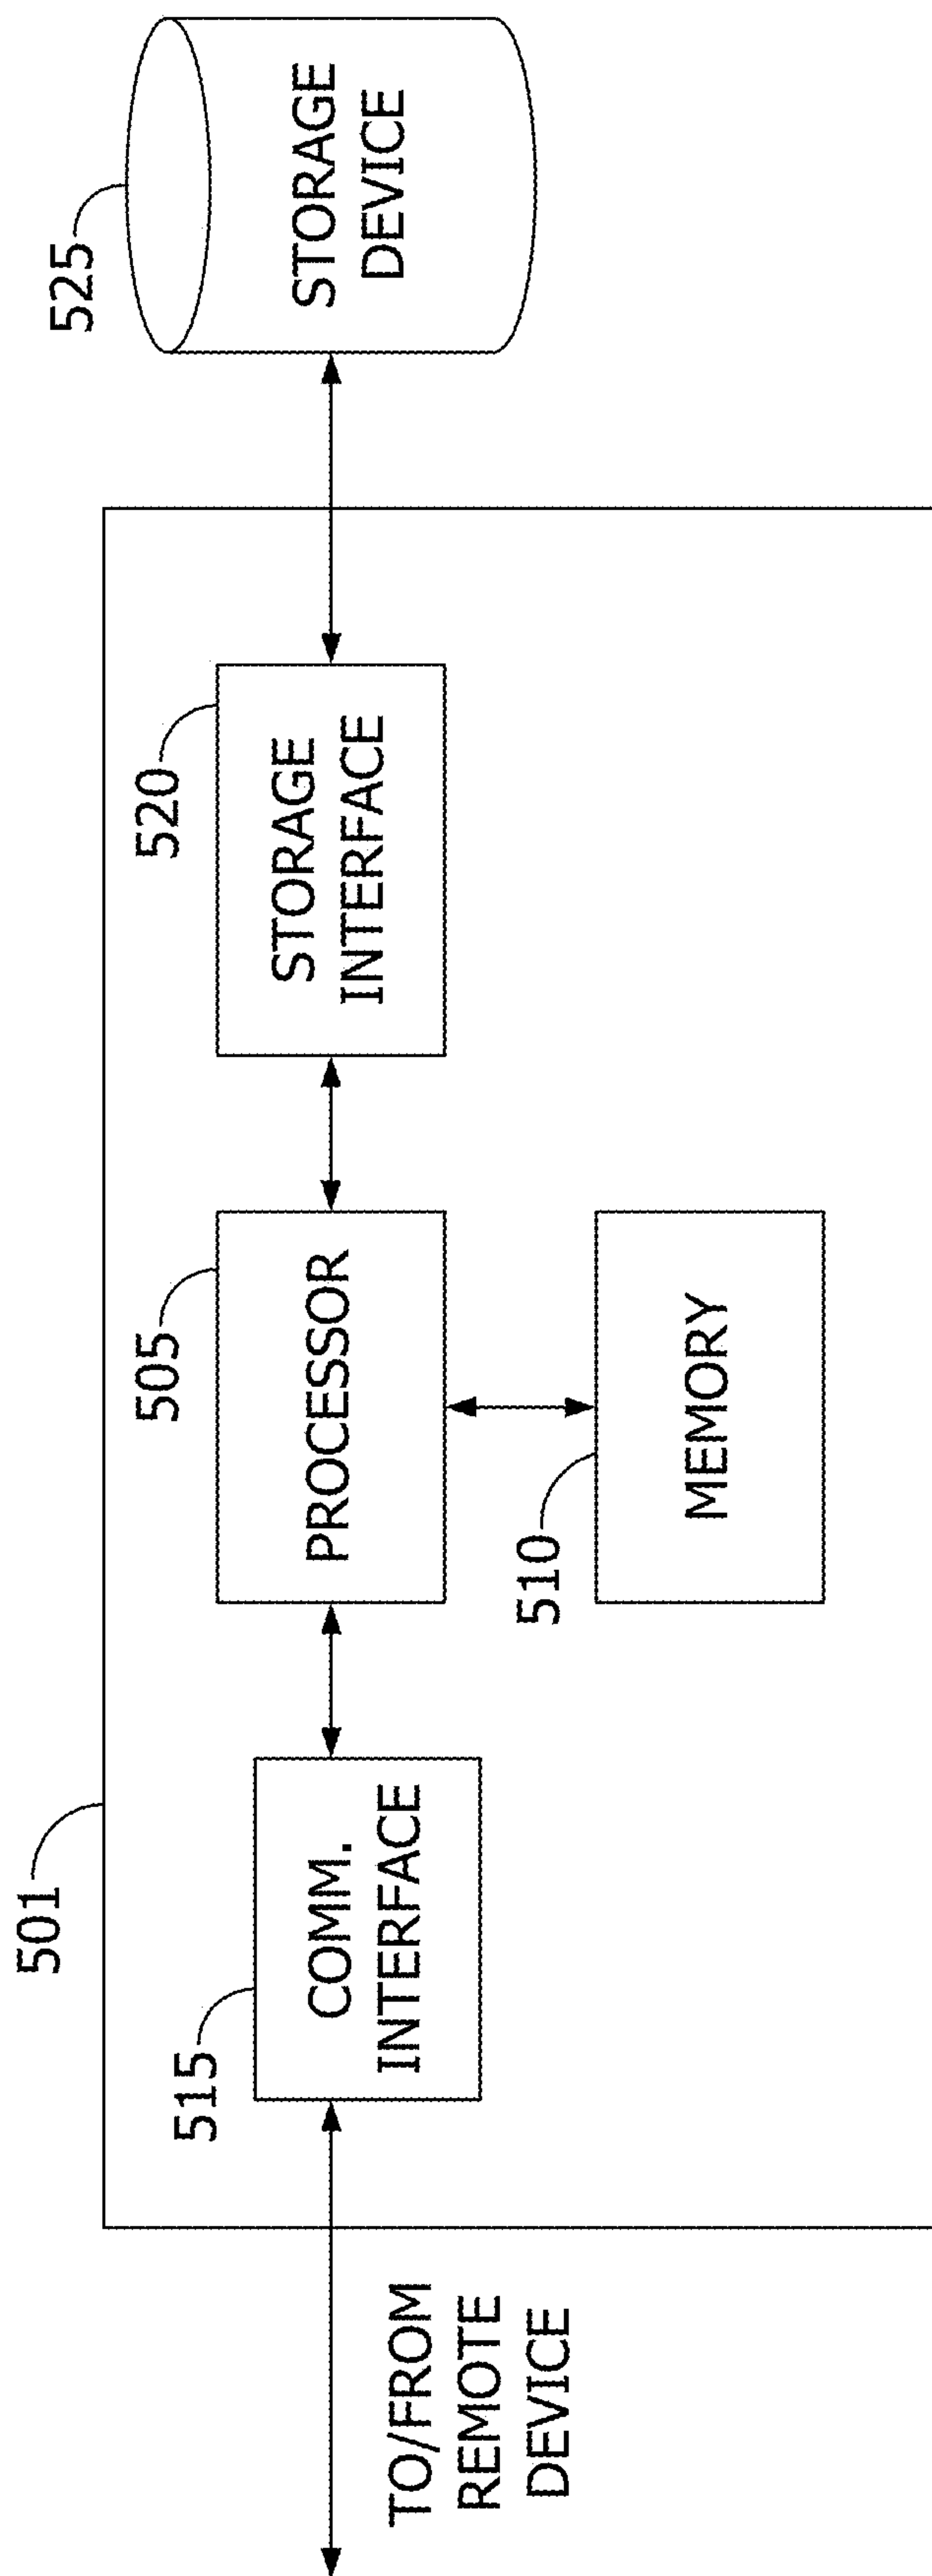 501
515
COMM.
INTERFACE
505
PROCESSOR
510
MEMORY
520
STORAGE
INTERFACE
525
STORAGE
DEVICE
TO/FROM
REMOTE
DEVICE